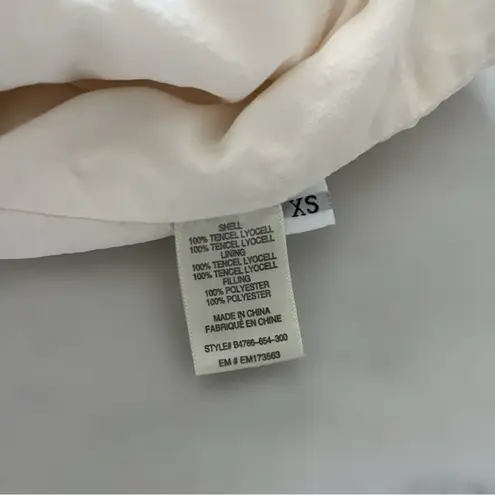 XS
SHELL
100% TENCEL LYOCELL
100% TENCEL LYOCELL
LINING
100% TENCEL LYOCELL
100% TENCEL LYOCELL
FILLING
100% POLYESTER
100% POLYESTER
MADE IN CHINA
FABRIQUÉ EN CHINE
STYLE# B4766-654-300
EM # EM173563